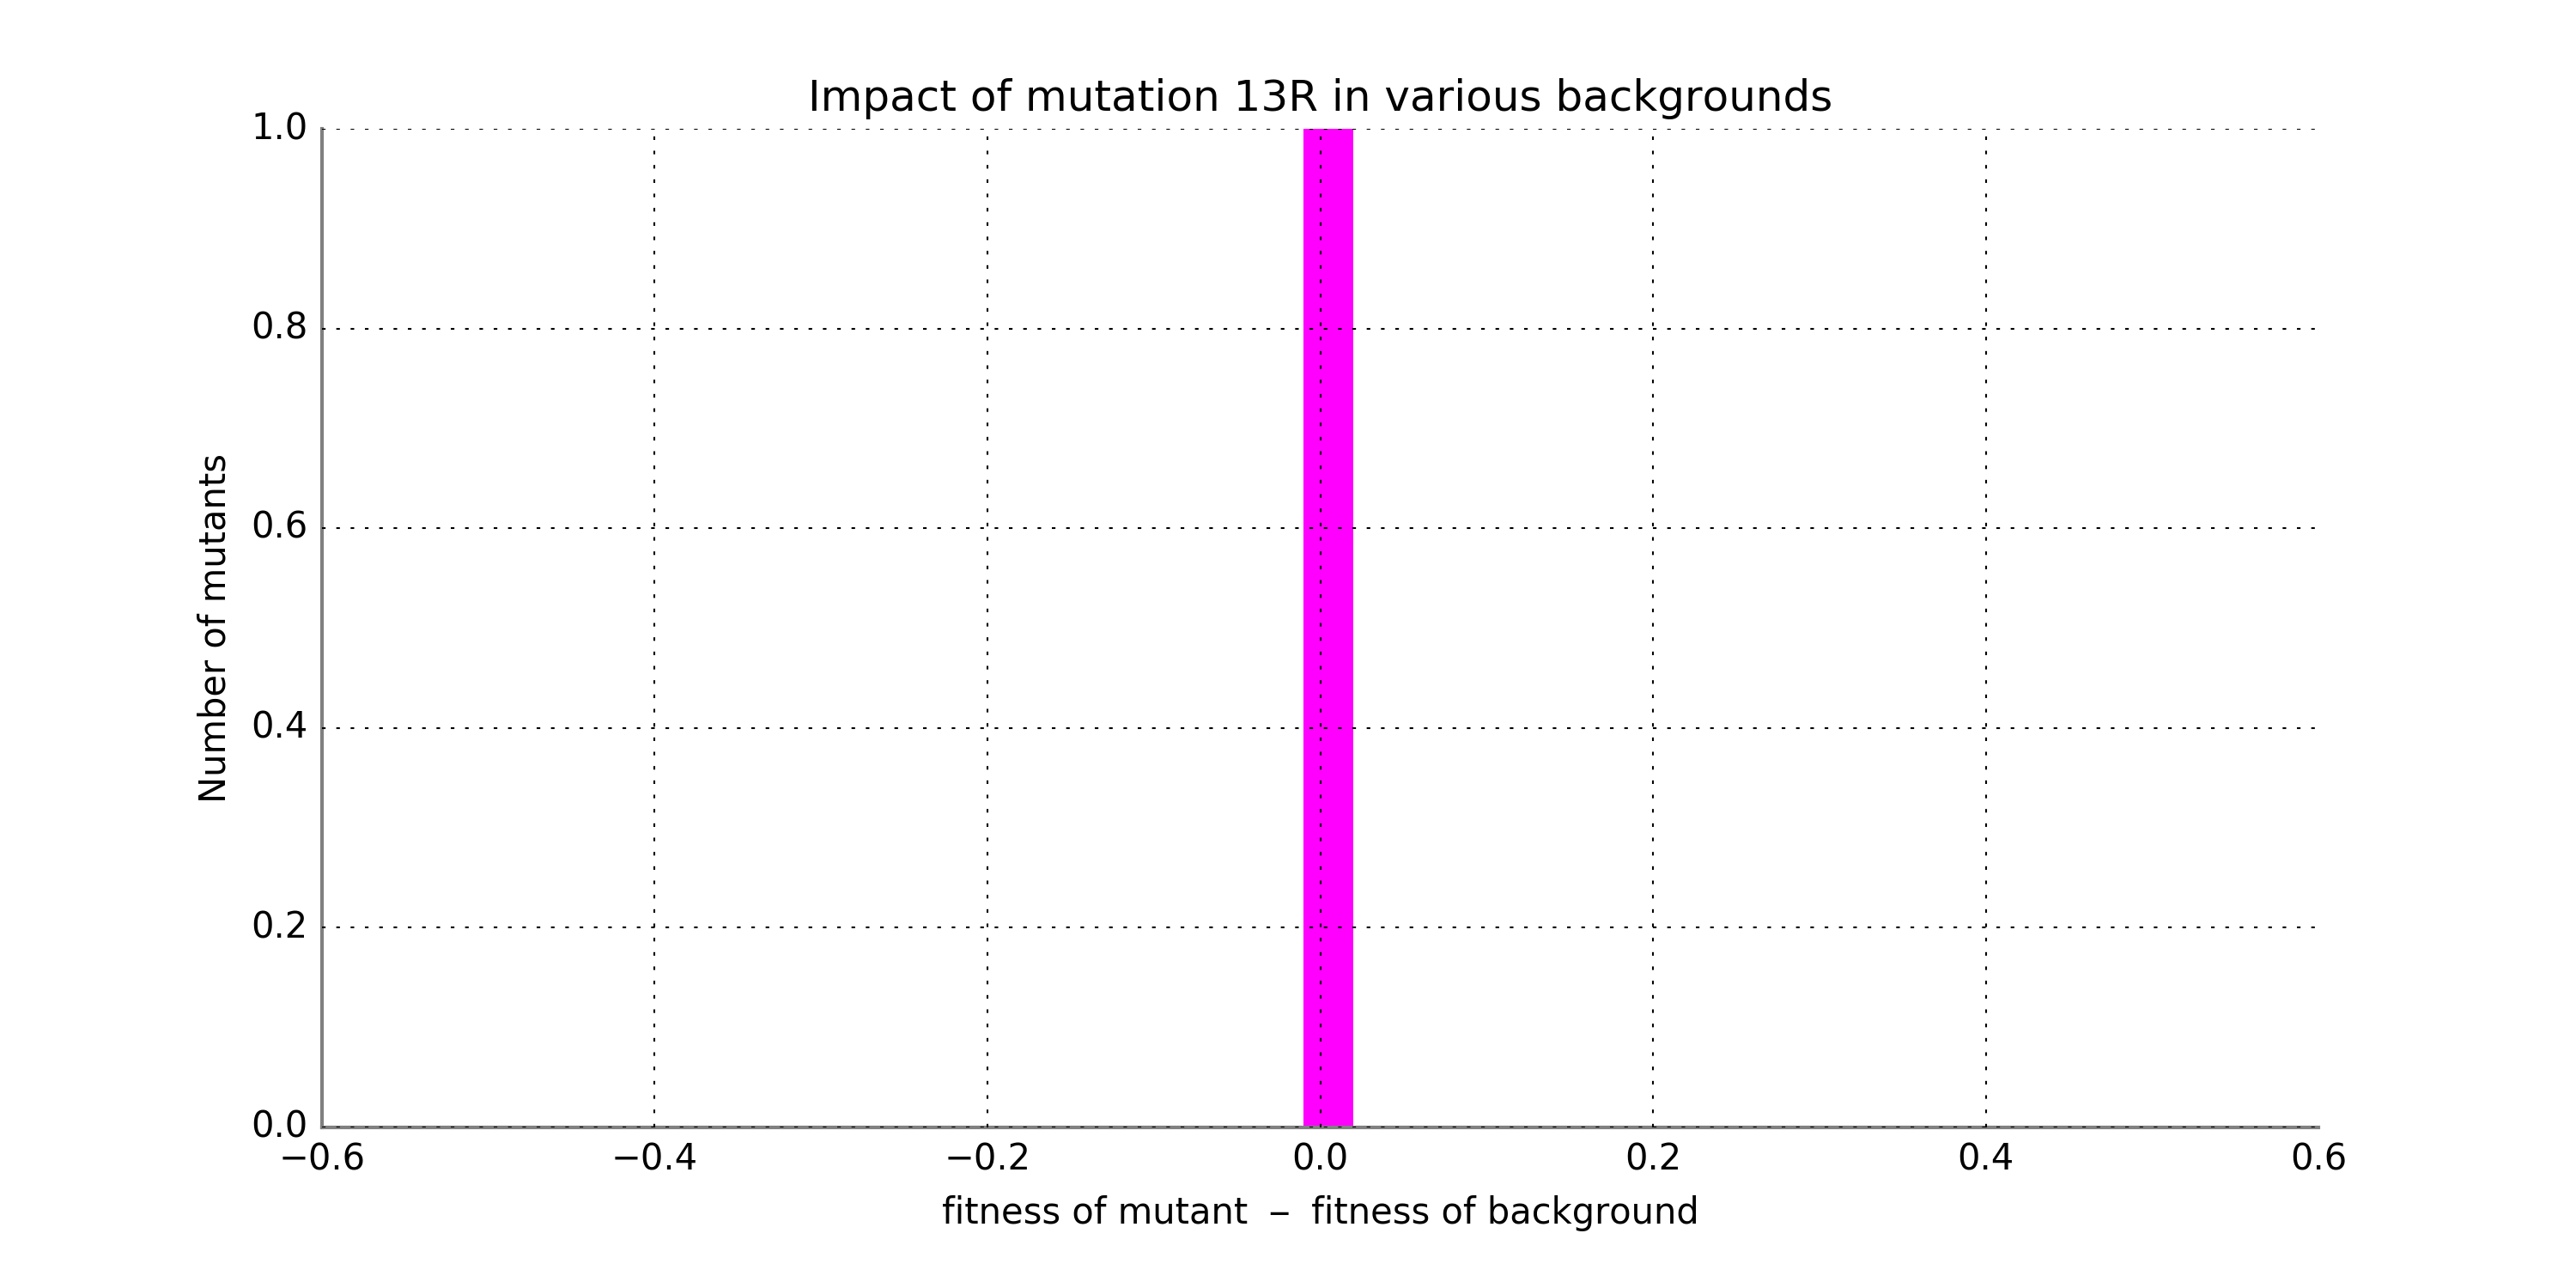 Impact of mutation 13R in various backgrounds
1.0
0.8
0.6
0.4
0.2
0.0
Number of mutants
−0.6 −0.4 −0.2 0.0 0.2 0.4 0.6
fitness of mutant − fitness of background